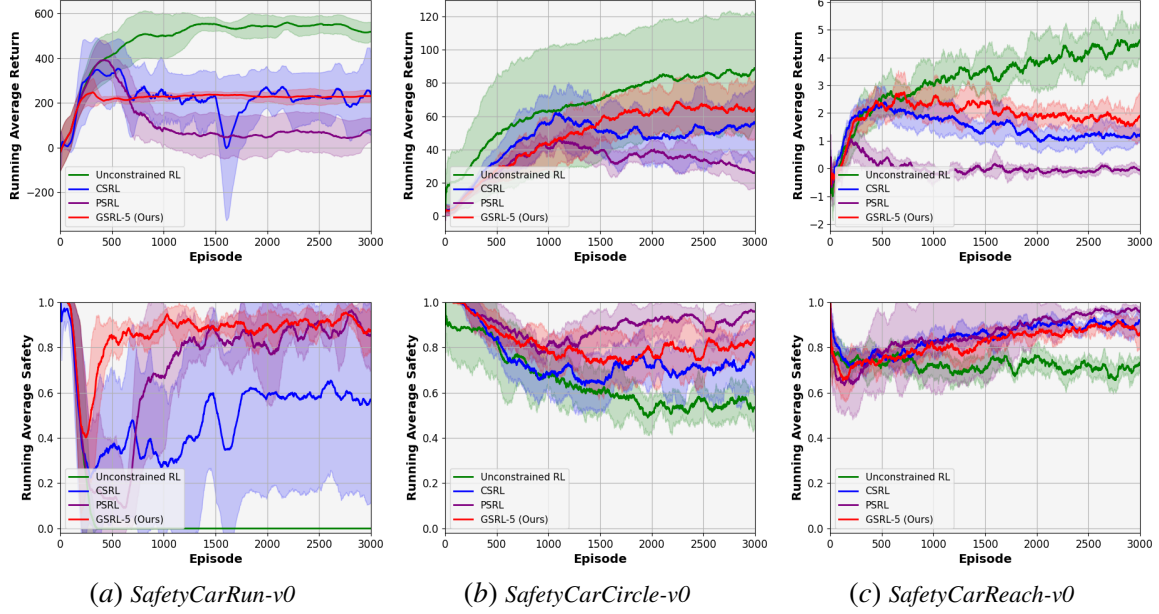 600
400
200
0
−200
Running Average Return
0 500 1000 1500 2000 2500 3000
Episode
Unconstrained RL
CSRL
PSRL
GSRL-5 (Ours)
120
100
80
60
40
20
0
Running Average Return
0 500 1000 1500 2000 2500 3000
Episode
Unconstrained RL
CSRL
PSRL
GSRL-5 (Ours)
6
5
4
3
2
1
0
−1
−2
Running Average Return
0 500 1000 1500 2000 2500 3000
Episode
Unconstrained RL
CSRL
PSRL
GSRL-5 (Ours)
1.0
0.8
0.6
0.4
0.2
0.0
Running Average Safety
0 500 1000 1500 2000 2500 3000
Episode
Unconstrained RL
CSRL
PSRL
GSRL-5 (Ours)
1.0
0.8
0.6
0.4
0.2
0.0
Running Average Safety
0 500 1000 1500 2000 2500 3000
Episode
Unconstrained RL
CSRL
PSRL
GSRL-5 (Ours)
1.0
0.8
0.6
0.4
0.2
0.0
Running Average Safety
0 500 1000 1500 2000 2500 3000
Episode
Unconstrained RL
CSRL
PSRL
GSRL-5 (Ours)
(a) SafetyCarRun-v0
(b) SafetyCarCircle-v0
(c) SafetyCarReach-v0